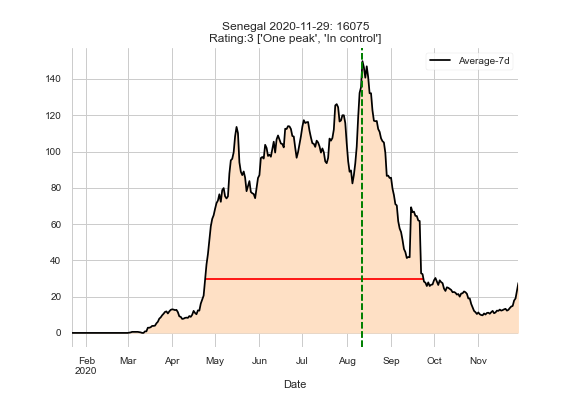 Senegal 2020-11-29: 16075
Rating:3 ['One peak', 'In control']
Average-7d
140
120
100
80
60
40
20
0
Feb Mar Apr May Jun Jul Aug Sep Oct Nov
2020
Date